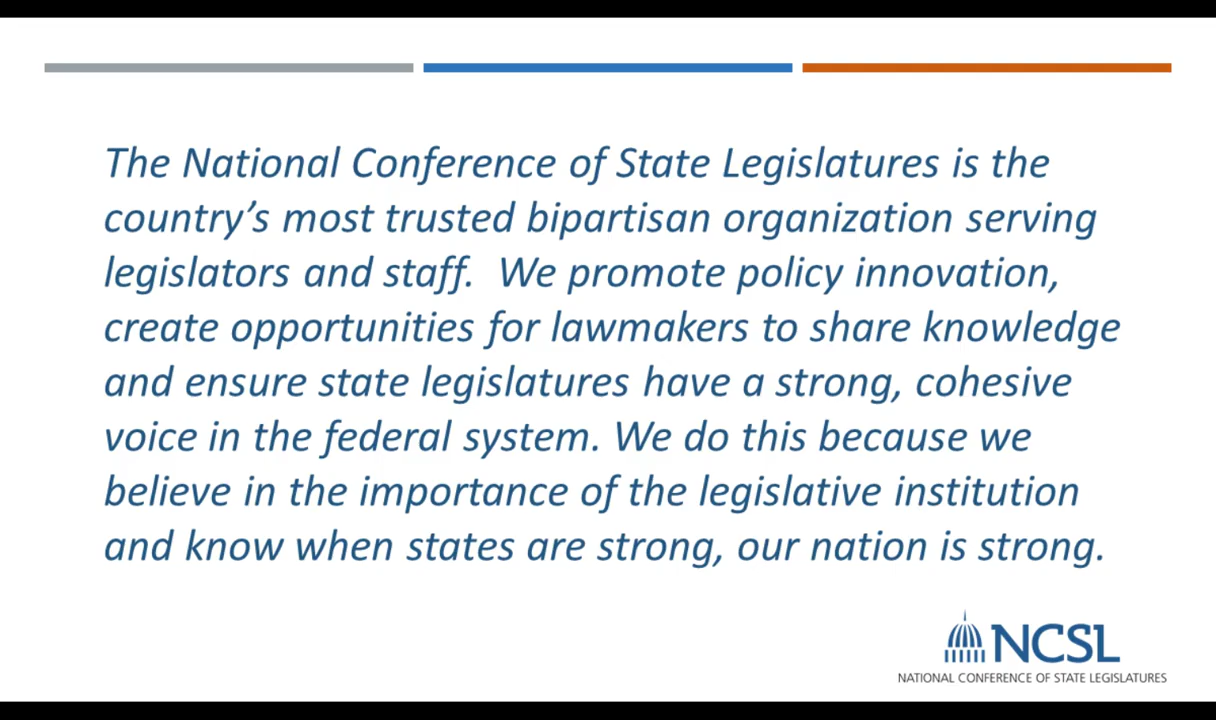 The National Conference of State Legislatures is the
country’s most trusted bipartisan organization serving
legislators and staff.  We promote policy innovation,
create opportunities for lawmakers to share knowledge
and ensure state legislatures have a strong, cohesive
voice in the federal system. We do this because we
believe in the importance of the legislative institution
and know when states are strong, our nation is strong.
NCSL
NATIONAL CONFERENCE OF STATE LEGISLATURES